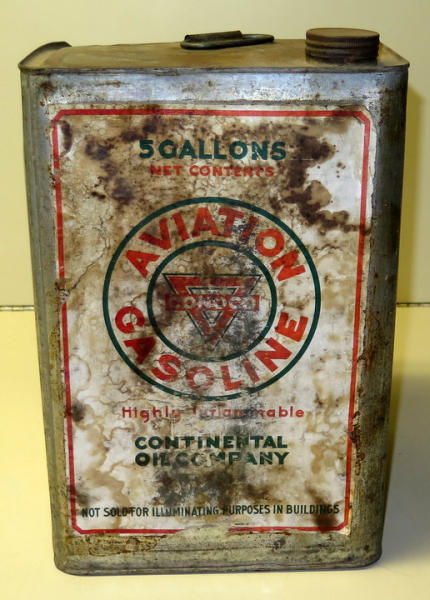 5 GALLONS
NET CONTENTS
AVIATION
CONOCO
GASOLINE
Highly Inflammable
CONTINENTAL
OIL COMPANY
NOT SOLD FOR ILLUMINATING PURPOSES IN BUILDINGS